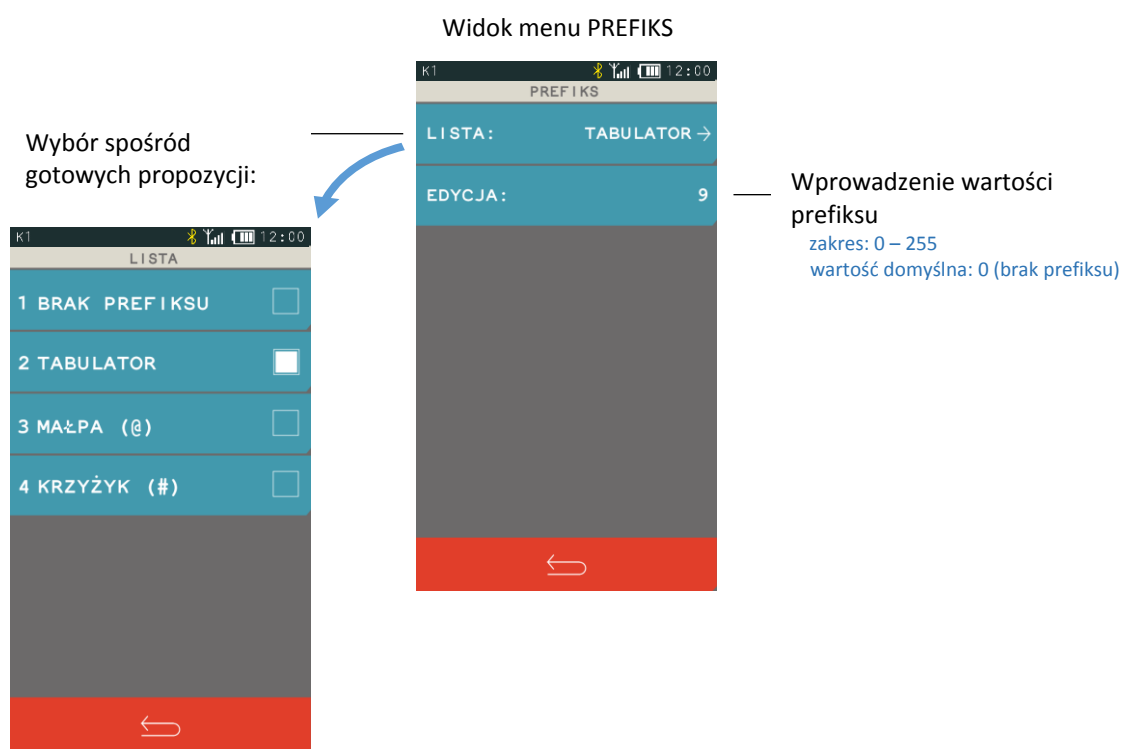 Widok menu PREFIKS
K1 12:00
PREFIKS
LISTA: TABULATOR →
EDYCJA: 9
Wybór spośród
gotowych propozycji:
K1 12:00
LISTA
1 BRAK PREFIKSU
2 TABULATOR
3 MAŁPA (@)
4 KRZYŻYK (#)
Wprowadzenie wartości
prefiksu
zakres: 0 – 255
wartość domyślna: 0 (brak prefiksu)